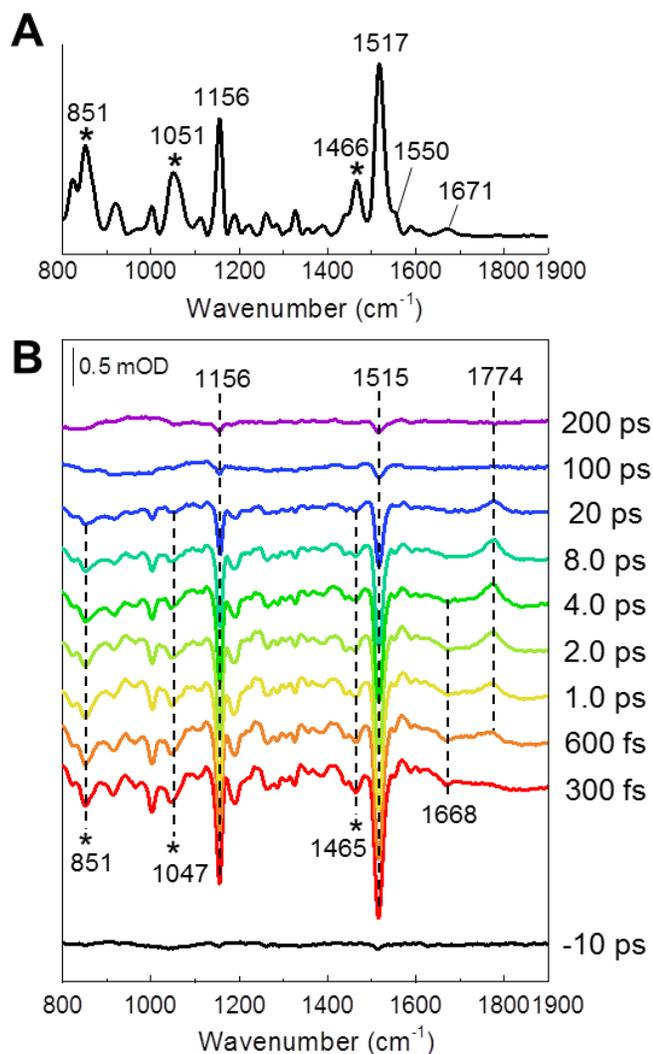 A
1517
1156
851
*
1051
*
1466
*
1550
1671
800 1000 1200 1400 1600 1800 1900
Wavenumber (cm-1)
B
0.5 mOD
1156 1515 1774
200 ps
100 ps
20 ps
8.0 ps
4.0 ps
2.0 ps
1.0 ps
600 fs
300 fs
1668
* * *
851 1047 1465
-10 ps
800 1000 1200 1400 1600 1800 1900
Wavenumber (cm-1)